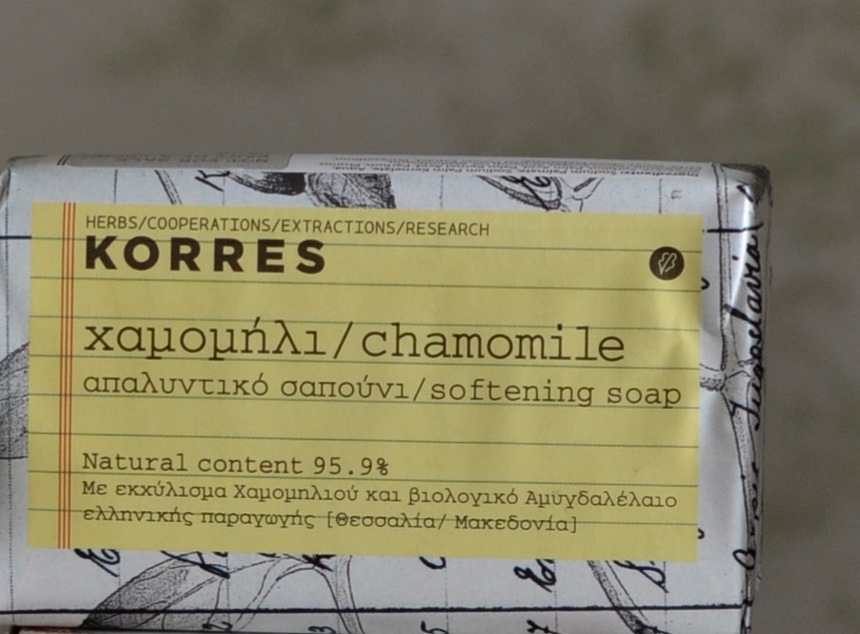 HERBS/COOPERATIONS/EXTRACTIONS/RESEARCH
KORRES
χαμομήλι/chamomile
απαλυντικό σαπούνι/softening soap
Natural content 95.9%
Με εκχύλισμα Χαμομηλιού και βιολογικό Αμυγδαλέλαιο
ελληνικής παραγωγής [Θεσσαλία/ Μακεδονία]